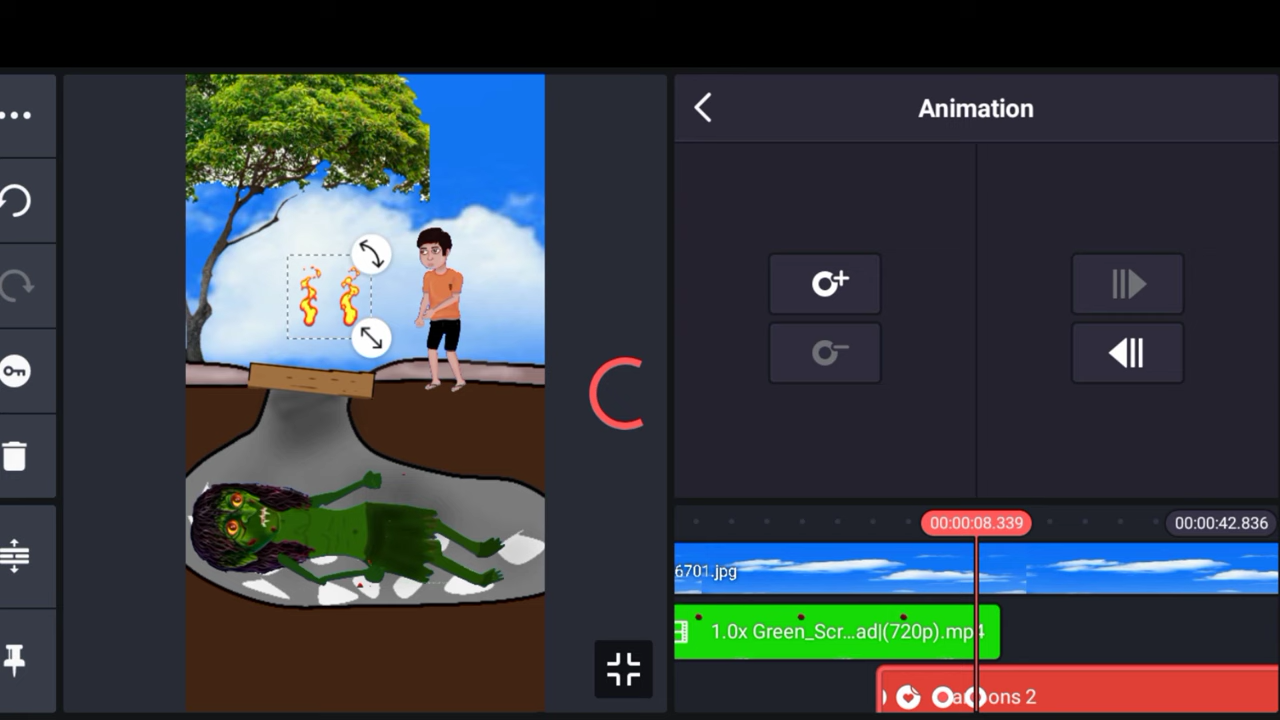 Animation
00:00:08.339
00:00:42.836
6701.jpg
1.0x Green_Scr...ad|(720p).mp4
ons 2